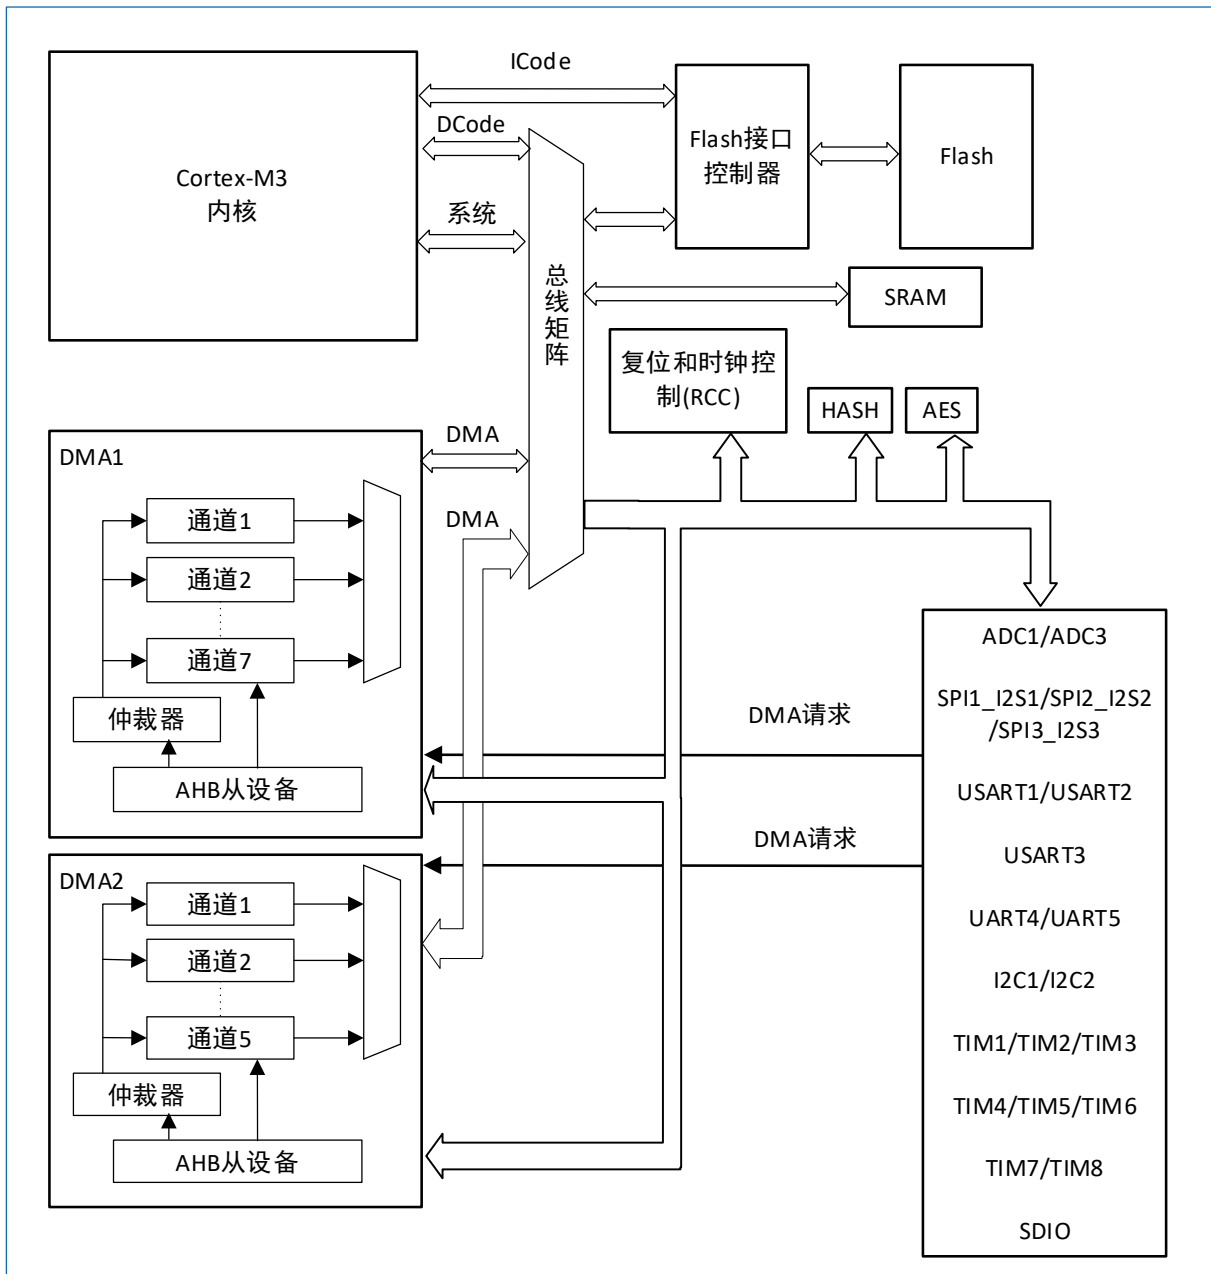 ICode
DCode
Cortex-M3
内核
系统
Flash接口
控制器
Flash
总线矩阵
SRAM
复位和时钟控
制(RCC)
HASH
AES
DMA
DMA
DMA1
通道1
通道2
通道7
仲裁器
AHB从设备
DMA2
通道1
通道2
通道5
仲裁器
AHB从设备
DMA请求
DMA请求
ADC1/ADC3
SPI1_I2S1/SPI2_I2S2
/SPI3_I2S3
USART1/USART2
USART3
UART4/UART5
I2C1/I2C2
TIM1/TIM2/TIM3
TIM4/TIM5/TIM6
TIM7/TIM8
SDIO